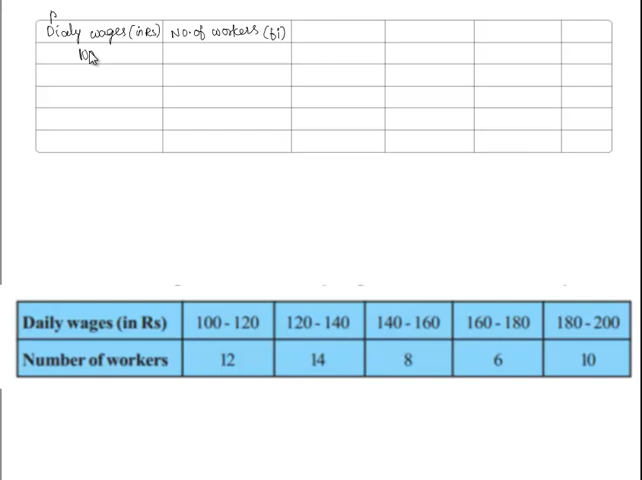 P
Dialy wages (in Rs) No. of workers (fi)
100
Daily wages (in Rs) 100 - 120 120 - 140 140 - 160 160 - 180 180 - 200
Number of workers 12 14 8 6 10